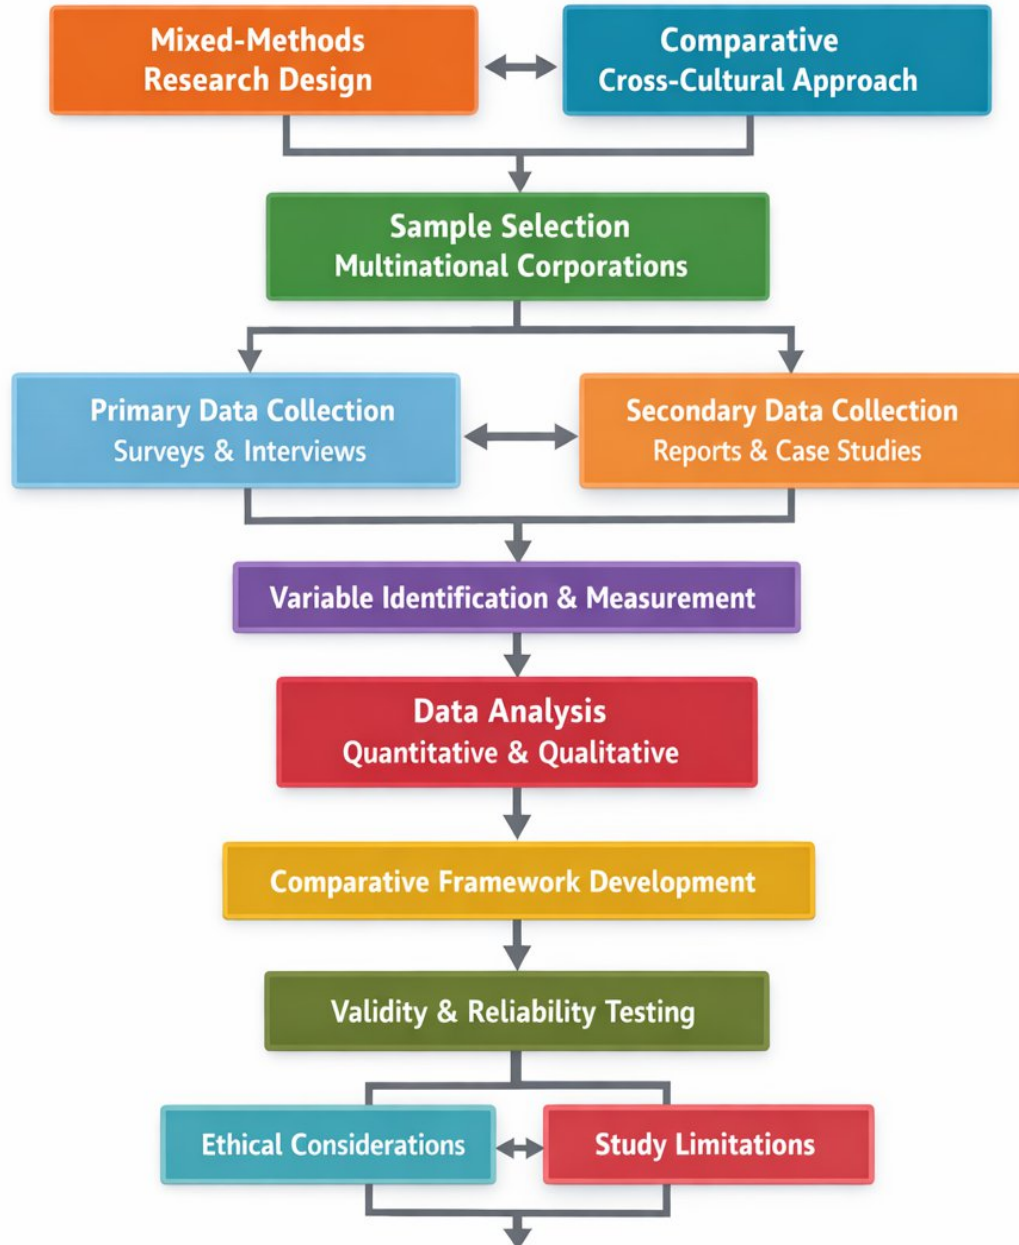 Mixed-Methods
Research Design
Comparative
Cross-Cultural Approach
Sample Selection
Multinational Corporations
Primary Data Collection
Surveys & Interviews
Secondary Data Collection
Reports & Case Studies
Variable Identification & Measurement
Data Analysis
Quantitative & Qualitative
Comparative Framework Development
Validity & Reliability Testing
Ethical Considerations
Study Limitations